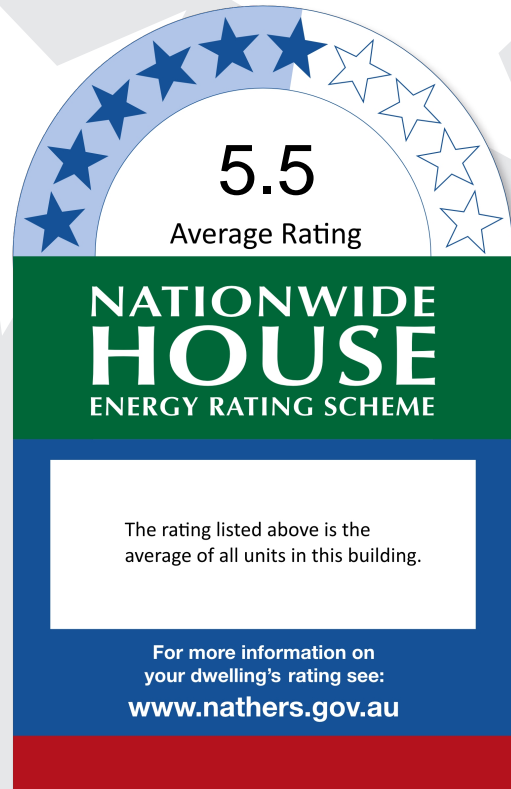 5.5
Average Rating
NATIONWIDE
HOUSE
ENERGY RATING SCHEME
The rating listed above is the
average of all units in this building.
For more information on
your dwelling's rating see:
www.nathers.gov.au